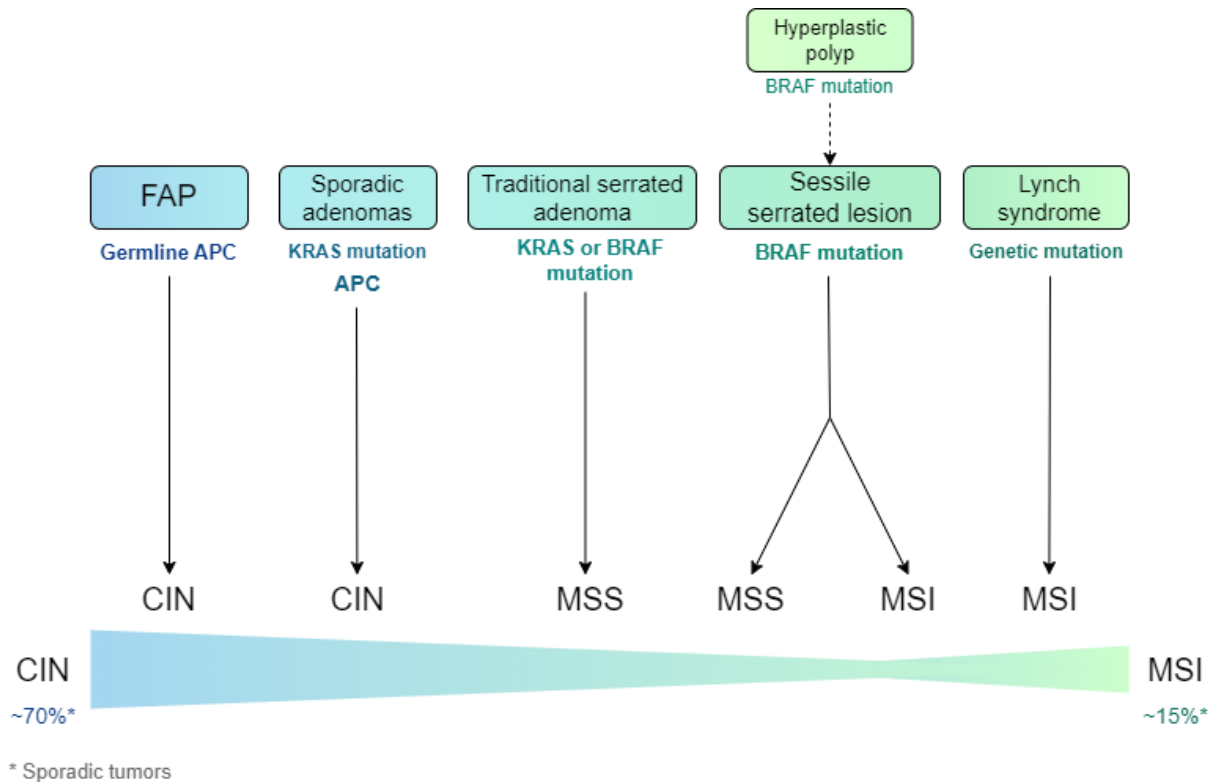 Hyperplastic
polyp
BRAF mutation
FAP
Germline APC
Sporadic
adenomas
KRAS mutation
APC
Traditional serrated
adenoma
KRAS or BRAF
mutation
Sessile
serrated lesion
BRAF mutation
Lynch
syndrome
Genetic mutation
CIN
CIN
MSS
MSS
MSI
MSI
CIN
~70%*
MSI
~15%*
* Sporadic tumors